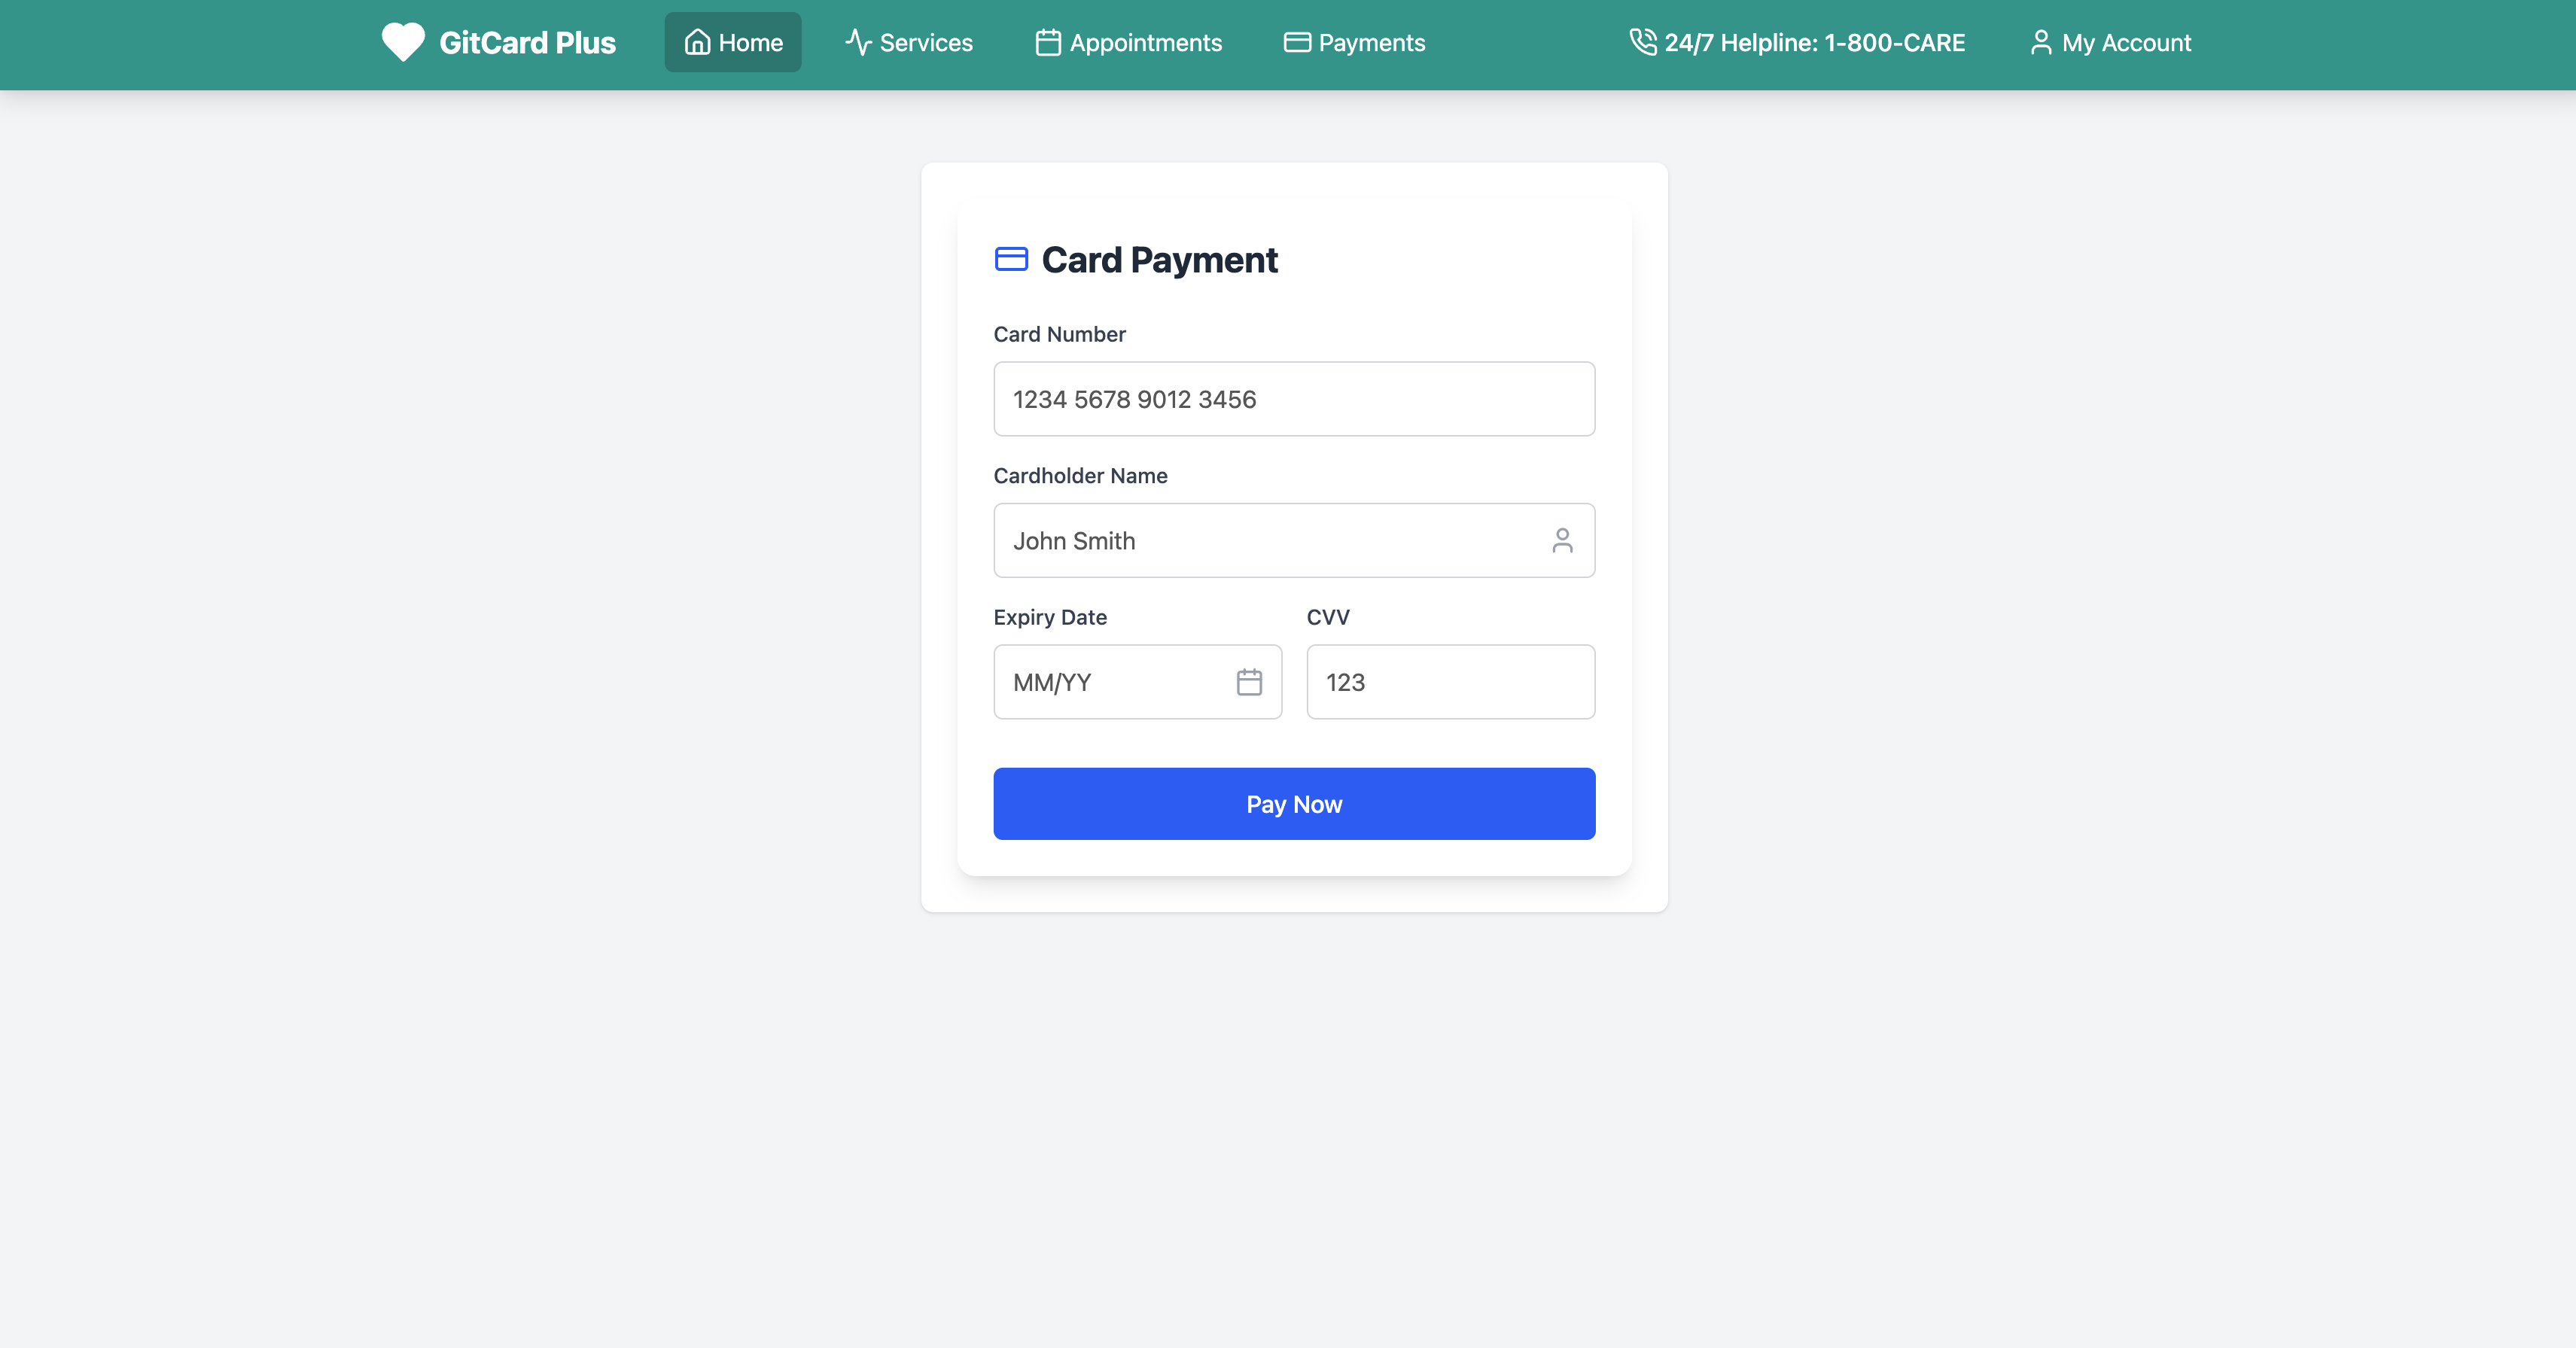 GitCard Plus
Home
Services
Appointments
Payments
24/7 Helpline: 1-800-CARE
My Account
Card Payment
Card Number
1234 5678 9012 3456
Cardholder Name
John Smith
Expiry Date
CVV
MM/YY
123
Pay Now